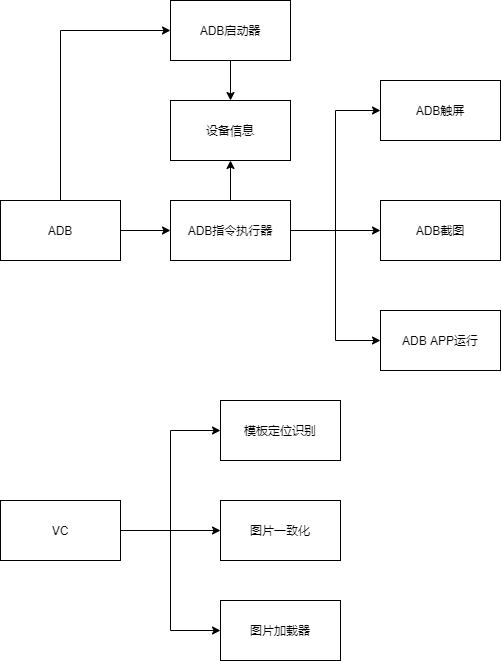 ADB启动器
设备信息
ADB触屏
ADB
ADB指令执行器
ADB截图
ADB APP运行
模板定位识别
VC
图片一致化
图片加载器